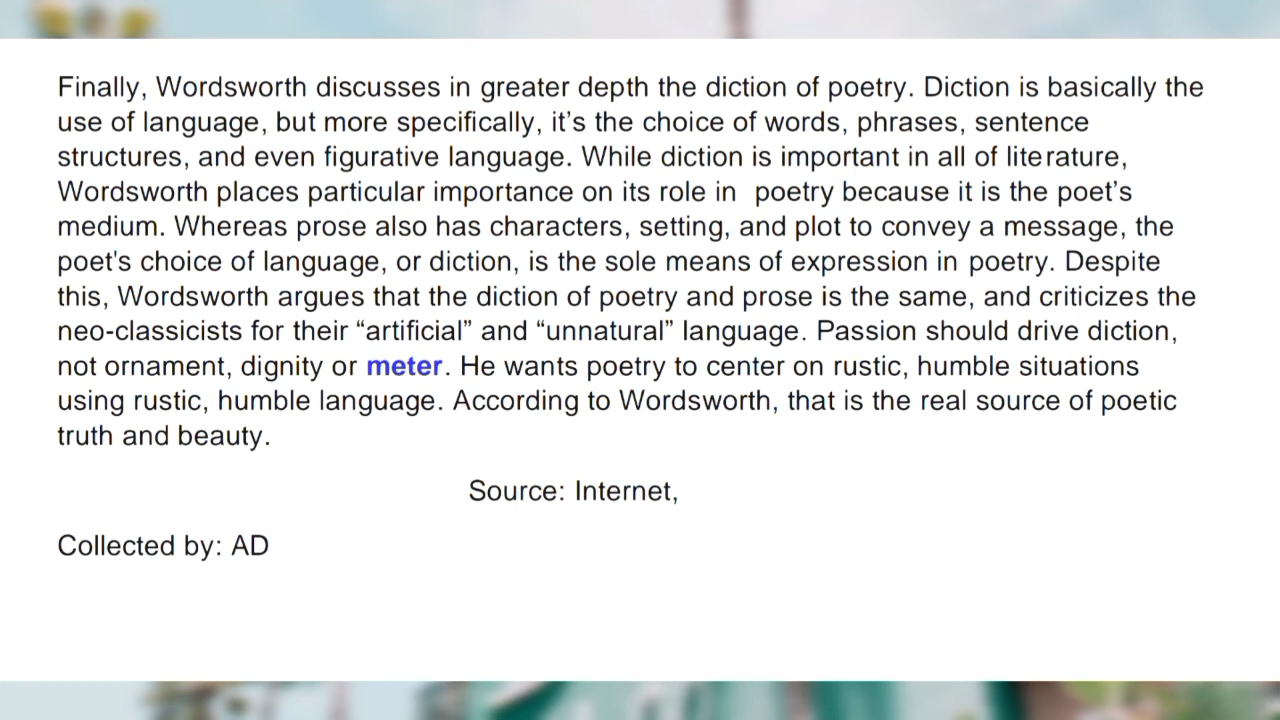 Finally, Wordsworth discusses in greater depth the diction of poetry. Diction is basically the
use of language, but more specifically, it’s the choice of words, phrases, sentence
structures, and even figurative language. While diction is important in all of literature,
Wordsworth places particular importance on its role in  poetry because it is the poet’s
medium. Whereas prose also has characters, setting, and plot to convey a message, the
poet's choice of language, or diction, is the sole means of expression in poetry. Despite
this, Wordsworth argues that the diction of poetry and prose is the same, and criticizes the
neo-classicists for their “artificial” and “unnatural” language. Passion should drive diction,
not ornament, dignity or meter. He wants poetry to center on rustic, humble situations
using rustic, humble language. According to Wordsworth, that is the real source of poetic
truth and beauty.
Source: Internet,
Collected by: AD